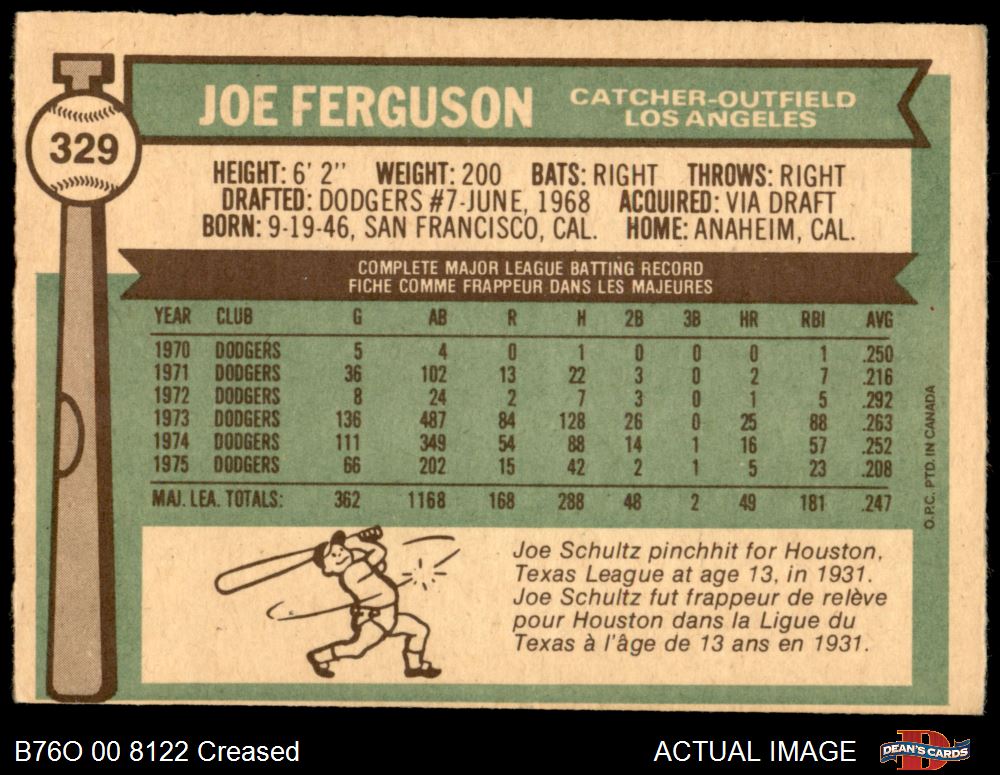 329
JOE FERGUSON
CATCHER-OUTFIELD
LOS ANGELES
HEIGHT: 6' 2" WEIGHT: 200 BATS: RIGHT THROWS: RIGHT
DRAFTED: DODGERS #7-JUNE, 1968 ACQUIRED: VIA DRAFT
BORN: 9-19-46, SAN FRANCISCO, CAL. HOME: ANAHEIM, CAL.
COMPLETE MAJOR LEAGUE BATTING RECORD
FICHE COMME FRAPPEUR DANS LES MAJEURES
YEAR CLUB G AB R H 2B 3B HR RBI AVG
1970 DODGERS 5 4 0 1 0 0 0 1 .250
1971 DODGERS 36 102 13 22 3 0 2 7 .216
1972 DODGERS 8 24 2 7 3 0 1 5 .292
1973 DODGERS 136 487 84 128 26 0 25 88 .263
1974 DODGERS 111 349 54 88 14 1 16 57 .252
1975 DODGERS 66 202 15 42 2 1 5 23 .208
MAJ. LEA. TOTALS: 362 1168 168 288 48 2 49 181 .247
O.P.C. PTD. IN CANADA
Joe Schultz pinchhit for Houston,
Texas League at age 13, in 1931.
Joe Schultz fut frappeur de relève
pour Houston dans la Ligue du
Texas à l'âge de 13 ans en 1931.
B76O 00 8122 Creased
ACTUAL IMAGE
DEAN'S CARDS